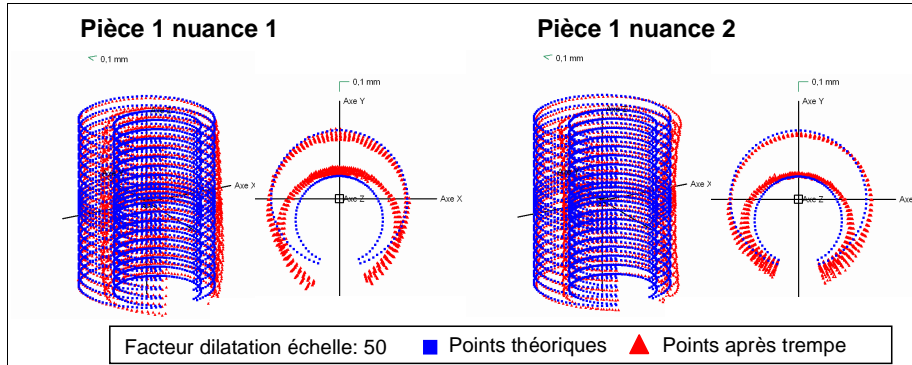 Pièce 1 nuance 1
Pièce 1 nuance 2
0,1 mm
0,1 mm
Axe Y
Axe X
Axe X
Axe Z
0,1 mm
0,1 mm
Axe Y
Axe X
Axe
Axe Z
Facteur dilatation échelle: 50
Points théoriques
Points après trempe